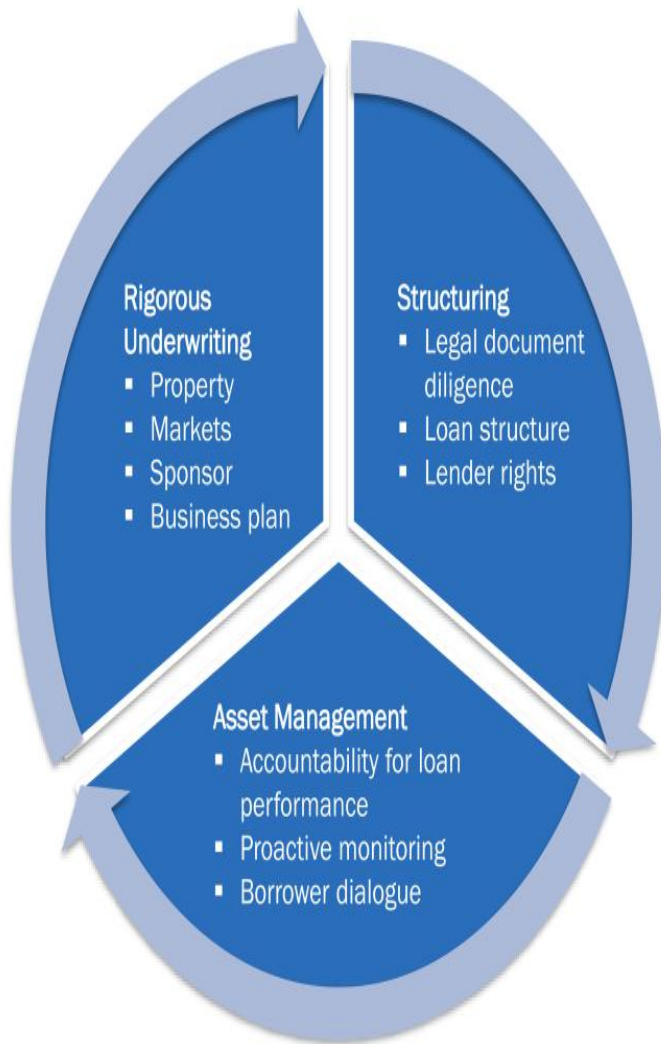 Rigorous
Underwriting
▪ Property
▪ Markets
▪ Sponsor
▪ Business plan
Structuring
▪ Legal document
diligence
▪ Loan structure
▪ Lender rights
Asset Management
▪ Accountability for loan
performance
▪ Proactive monitoring
▪ Borrower dialogue